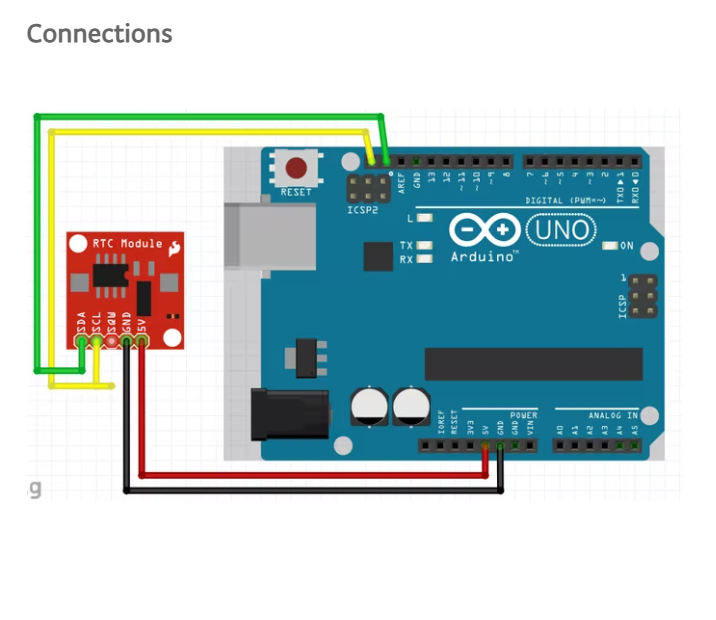 Connections
RESET
ICSP2
AREF
GND
13
12
~11
~10
~9
8
7
~6
~5
4
~3
2
TX0▶1
RX0◀0
DIGITAL (PWM=~)
L
TX
RX
UNO
Arduino™
ON
1
ICSP
RTC Module
SDA
SCL
SQW
GND
5V
POWER
ANALOG IN
IOREF
RESET
3V3
5V
GND
GND
VIN
A0
A1
A2
A3
A4
A5
g